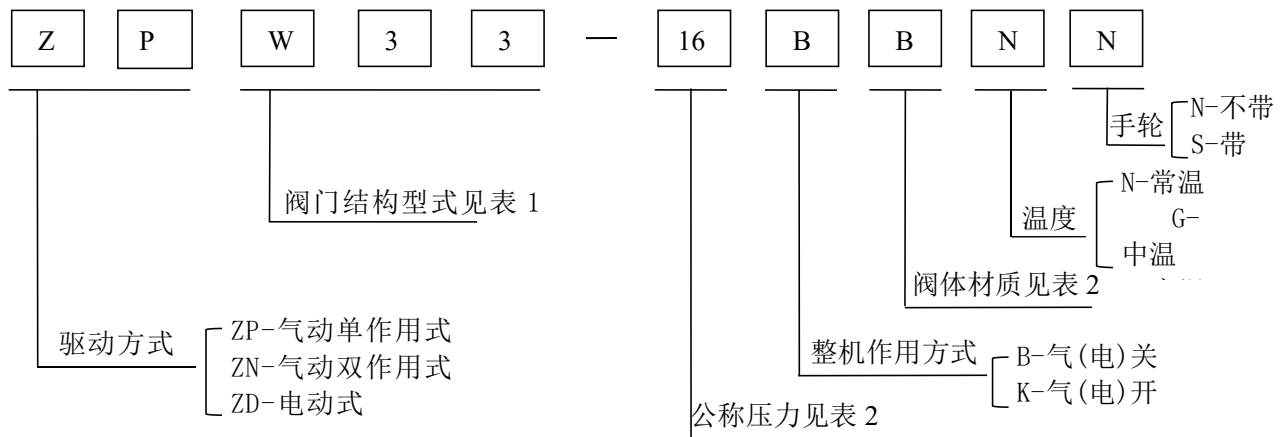 Z P W 3 3 — 16 B B N N
N-不带
手轮
S-带
N-常温
阀门结构型式见表 1
温度
G-
中温
阀体材质见表 2
ZP-气动单作用式
驱动方式
ZN-气动双作用式
ZD-电动式
整机作用方式
B-气(电)关
K-气(电)开
公称压力见表 2